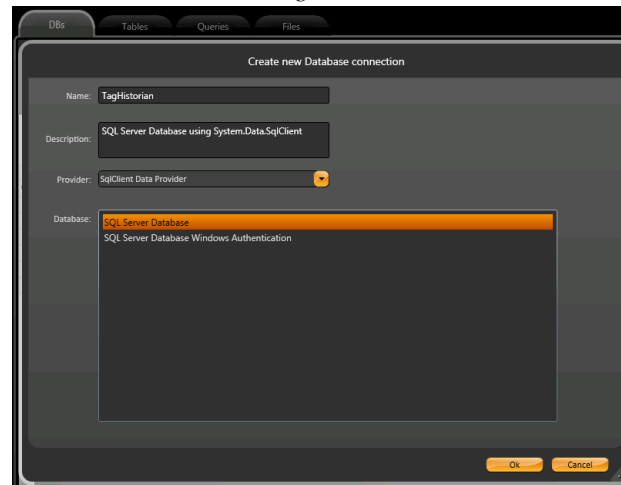 DBs Tables Queries Files
Create new Database connection
Name: TagHistorian
Description: SQL Server Database using System.Data.SqlClient
Provider: SqlClient Data Provider
Database: SQL Server Database
SQL Server Database Windows Authentication
Ok Cancel